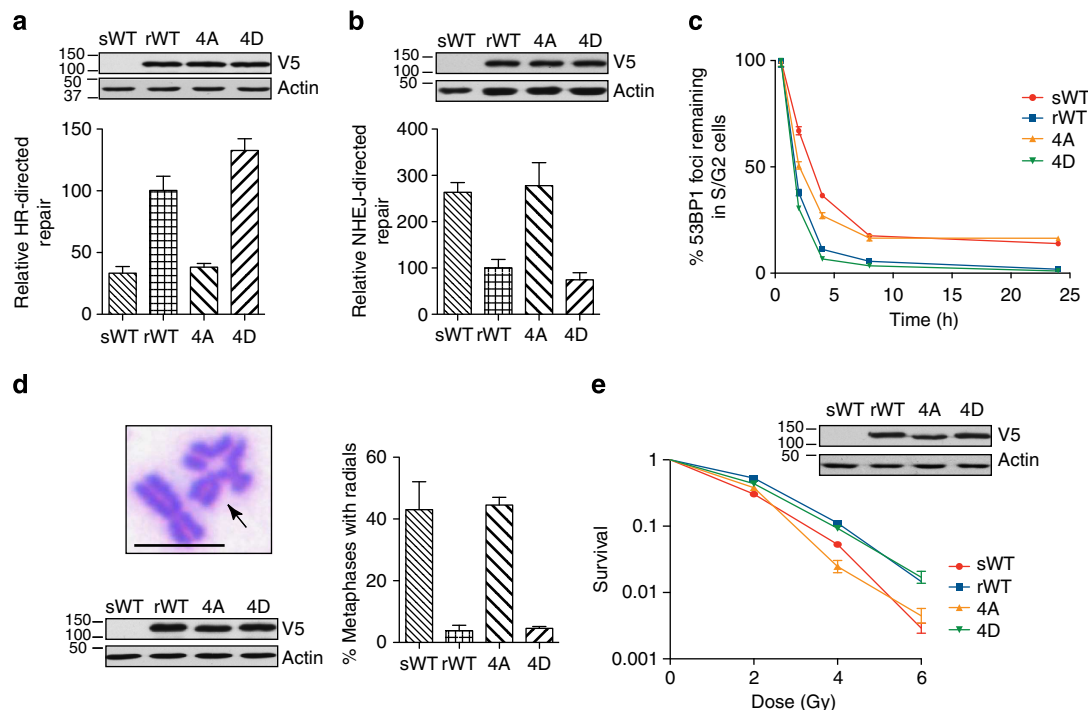 a
sWT rWT 4A 4D
150
100
V5
50
37
Actin
150
100
50
0
Relative HR-directed
repair
sWT rWT 4A 4D
b
sWT rWT 4A 4D
150
100
V5
50
37
Actin
400
300
200
100
0
Relative NHEJ-directed
repair
sWT rWT 4A 4D
c
100
50
0
% 53BP1 foci remaining
in S/G2 cells
0 5 10 15 20 25
Time (h)
sWT
rWT
4A
4D
d
sWT rWT 4A 4D
150
100
V5
50
Actin
60
40
20
0
% Metaphases with radials
sWT rWT 4A 4D
e
sWT rWT 4A 4D
150
100
V5
50
Actin
1
0.1
0.01
0.001
Survival
0 2 4 6
Dose (Gy)
sWT
rWT
4A
4D